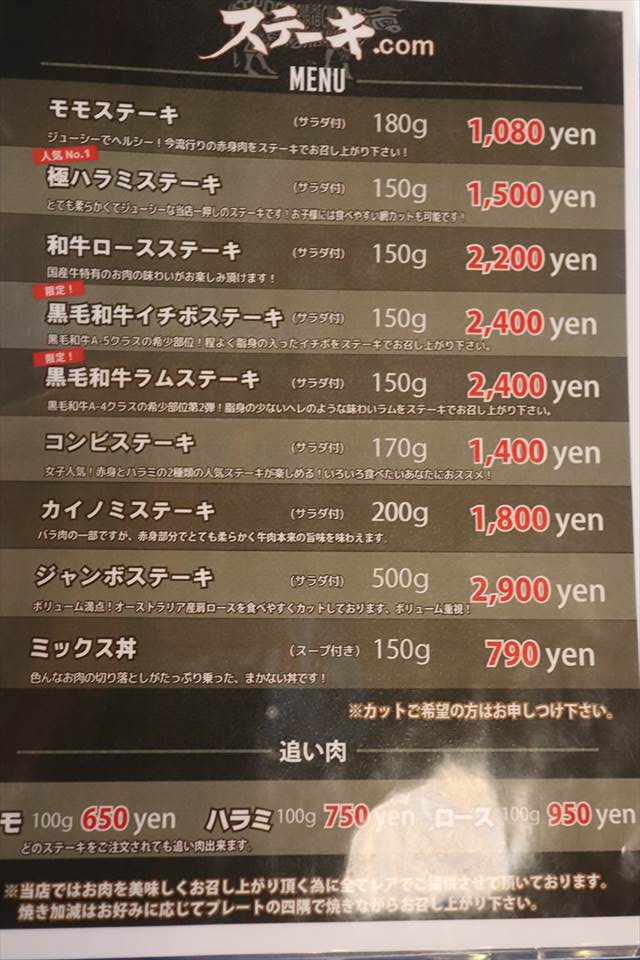 ステーキ.com
MENU
モモステーキ (サラダ付) 180g 1,080 yen
ジューシーでヘルシー！今流行りの赤身肉をステーキでお召し上がり下さい！
人気 No.1
極ハラミステーキ (サラダ付) 150g 1,500 yen
とても柔らかくてジューシーな当店一押しのステーキです！お子様には食べやすい網カットも可能です！
和牛ロースステーキ (サラダ付) 150g 2,200 yen
国産牛特有のお肉の味わいがお楽しみ頂けます！
限定！
黒毛和牛イチボステーキ (サラダ付) 150g 2,400 yen
黒毛和牛A-5クラスの希少部位！程よく脂身の入ったイチボをステーキでお召し上がり下さい。
限定！
黒毛和牛ラムステーキ (サラダ付) 150g 2,400 yen
黒毛和牛A-4クラスの希少部位第2弾！脂身の少ないヘレのような味わいラムをステーキでお召し上がり下さい。
コンビステーキ (サラダ付) 170g 1,400 yen
女子人気！赤身とハラミの2種類の人気ステーキが楽しめる！いろいろ食べたいあなたにおススメ！
カイノミステーキ (サラダ付) 200g 1,800 yen
バラ肉の一部ですが、赤身部分でとても柔らかく牛肉本来の旨味を味わえます。
ジャンボステーキ (サラダ付) 500g 2,900 yen
ボリューム満点！オーストラリア産肩ロースを食べやすくカットしております、ボリューム重視！
ミックス丼 (スープ付き) 150g 790 yen
色んなお肉の切り落としがたっぷり乗った、まかない丼です！
※カットご希望の方はお申しつけ下さい。
追い肉
モ 100g 650 yen ハラミ 100g 750 yen ロース 100g 950 yen
どのステーキをご注文されても追い肉出来ます。
※当店ではお肉を美味しくお召し上がり頂く為に全てレアでご提供させて頂いております。
焼き加減はお好みに応じてプレートの四隅で焼きながらお召し上がり下さい。